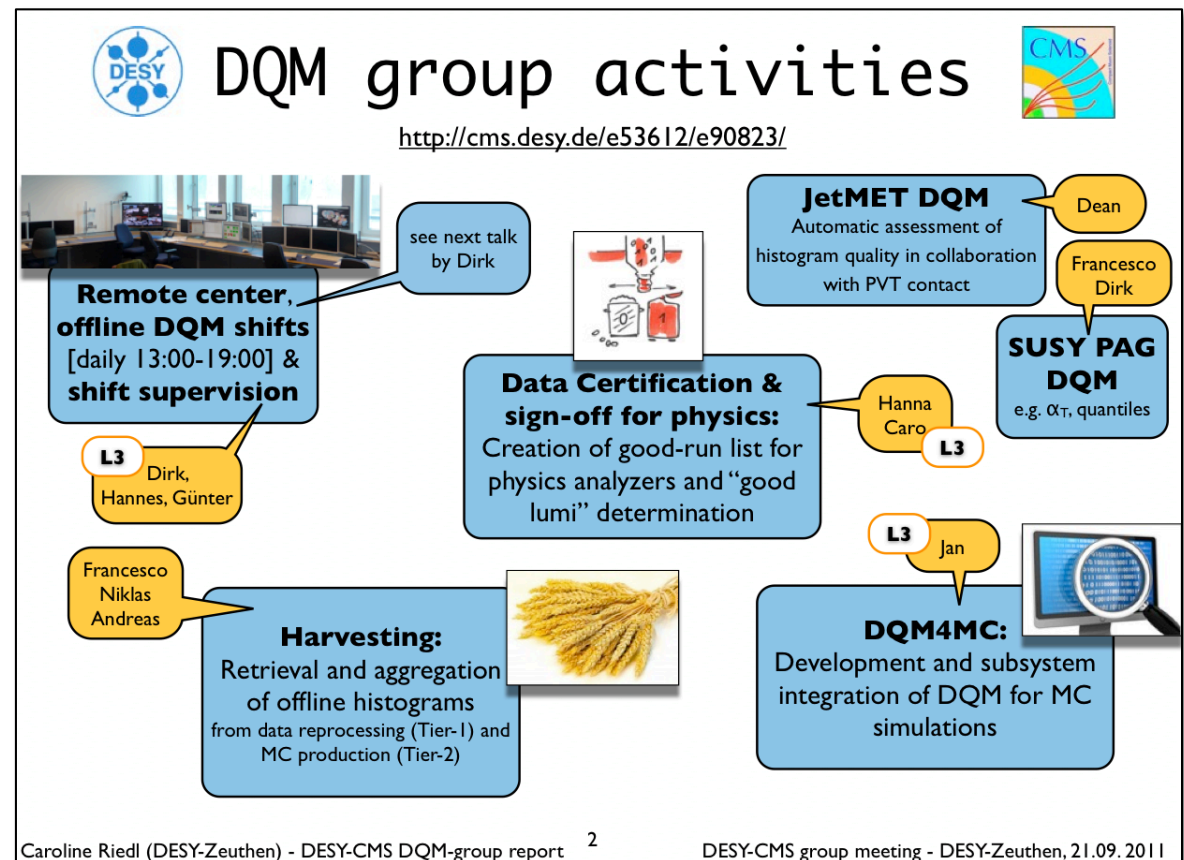 DESY
DQM group activities
CMS
http://cms.desy.de/e53612/e90823/
see next talk
by Dirk
Remote center,
offline DQM shifts
[daily 13:00-19:00] &
shift supervision
L3
Dirk,
Hannes, Günter
JetMET DQM
Automatic assessment of
histogram quality in collaboration
with PVT contact
Dean
Francesco
Dirk
SUSY PAG
DQM
e.g. αT, quantiles
0
1
Data Certification &
sign-off for physics:
Creation of good-run list for
physics analyzers and “good
lumi” determination
Hanna
Caro
L3
Francesco
Niklas
Andreas
Harvesting:
Retrieval and aggregation
of offline histograms
from data reprocessing (Tier-1) and
MC production (Tier-2)
L3
Jan
DQM4MC:
Development and subsystem
integration of DQM for MC
simulations
Caroline Riedl (DESY-Zeuthen) - DESY-CMS DQM-group report
2
DESY-CMS group meeting - DESY-Zeuthen, 21.09. 2011